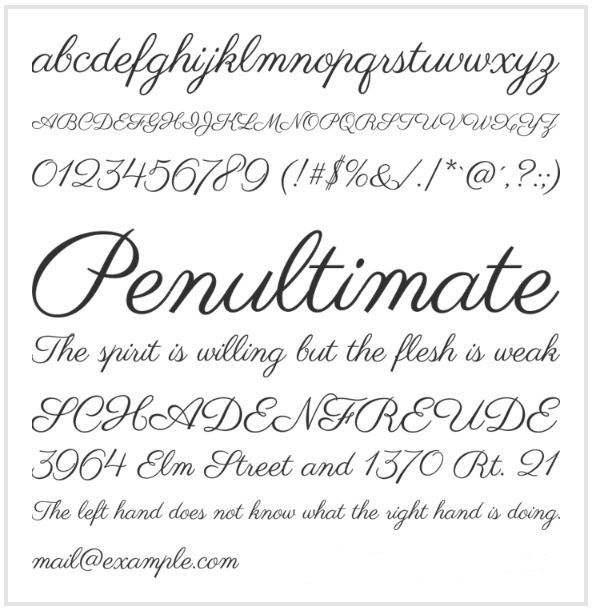 abcdefghijklmnopqrstuvwxyz
ABCDEFGHIJKLMNOPQRSTUVWXYZ
0123456789 (!#$%&/.|*`@´,?:;)
Penultimate
The spirit is willing but the flesh is weak
SCHADENFREUDE
3964 Elm Street and 1370 Rt. 21
The left hand does not know what the right hand is doing.
mail@example.com